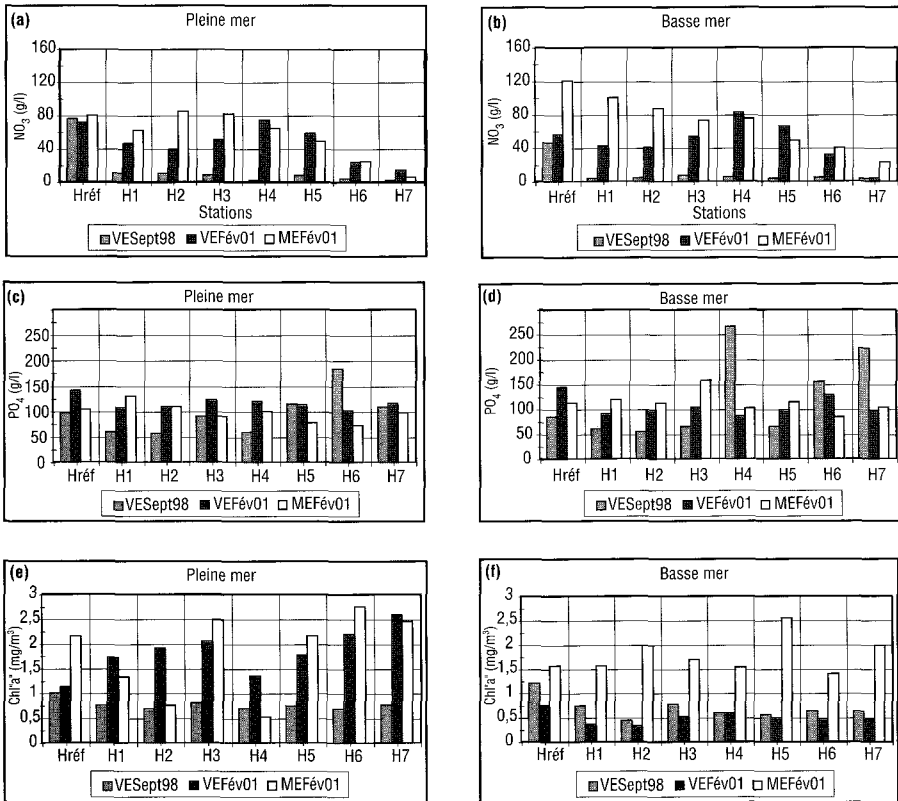 (a)
Pleine mer
NO3 (g/l)
160
120
80
40
0
Hréf H1 H2 H3 H4 H5 H6 H7
Stations
VESept98 VEFév01 MEFév01
(b)
Basse mer
NO3 (g/l)
160
120
80
40
0
Hréf H1 H2 H3 H4 H5 H6 H7
Stations
VESept98 VEFév01 MEFév01
(c)
Pleine mer
PO4 (g/l)
250
200
150
100
50
0
Hréf H1 H2 H3 H4 H5 H6 H7
VESept98 VEFév01 MEFév01
(d)
Basse mer
PO4 (g/l)
250
200
150
100
50
0
Hréf H1 H2 H3 H4 H5 H6 H7
VESept98 VEFév01 MEFév01
(e)
Pleine mer
Chl"a" (mg/m3)
3
2,5
2
1,5
1
0,5
0
Hréf H1 H2 H3 H4 H5 H6 H7
VESept98 VEFév01 MEFév01
(f)
Basse mer
Chl"a" (mg/m3)
3
2,5
2
1,5
1
0,5
0
Hréf H1 H2 H3 H4 H5 H6 H7
VESept98 VEFév01 MEFév01